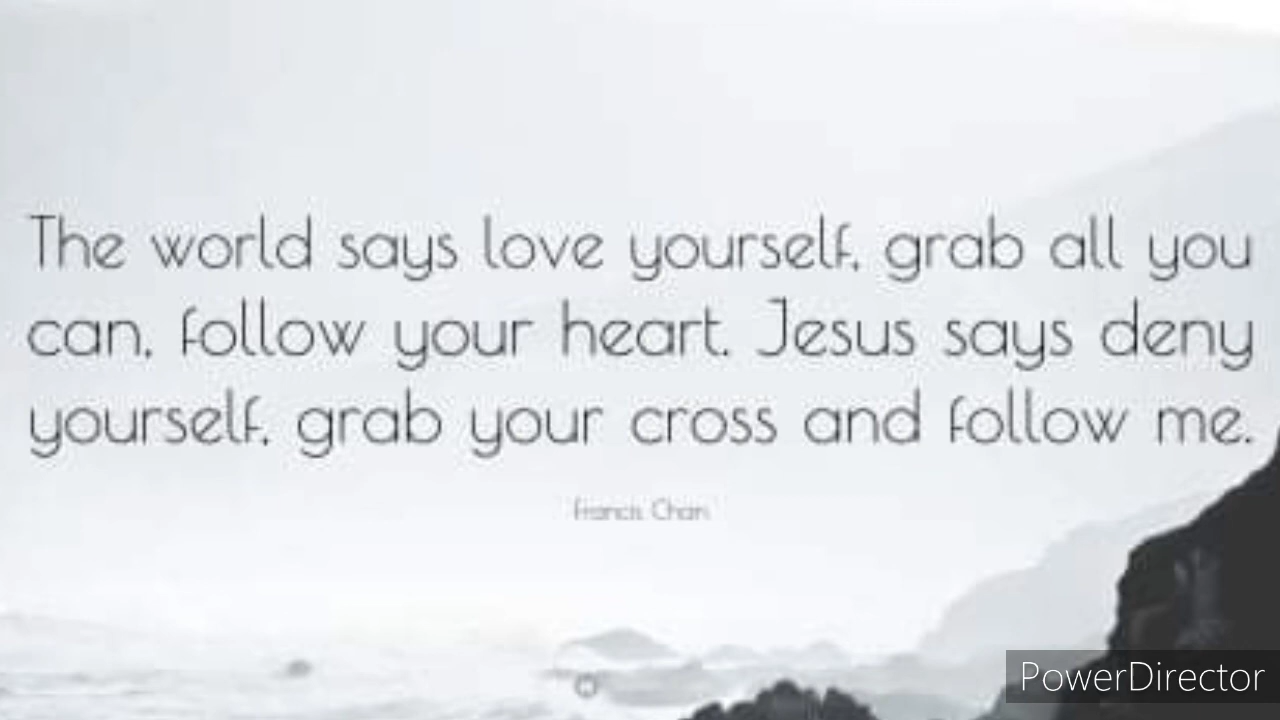 The world says love yourself, grab all you
can, follow your heart. Jesus says deny
yourself, grab your cross and follow me.
Francis Chan
PowerDirector